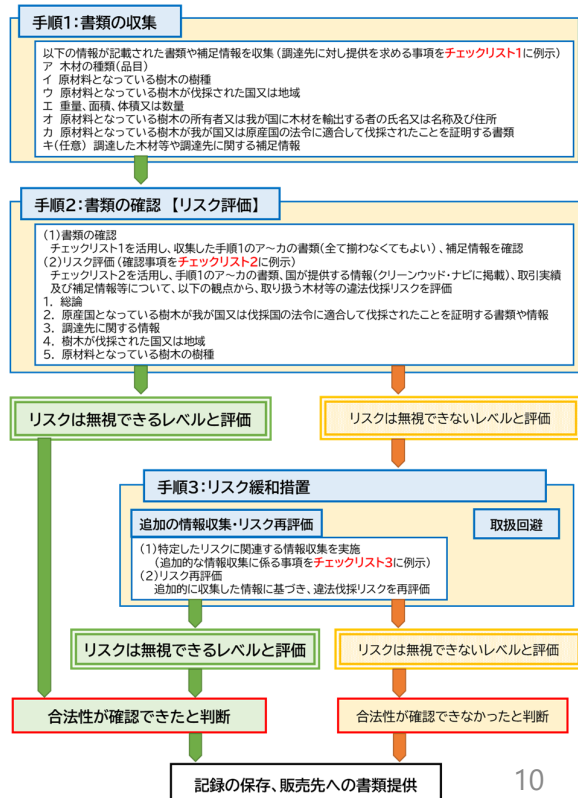 手順1:書類の収集
以下の情報が記載された書類や補足情報を収集(調達先に対し提供を求める事項をチェックリスト1に例示)
ア 木材の種類(品目)
イ 原材料となっている樹木の樹種
ウ 原材料となっている樹木が伐採された国又は地域
エ 重量、面積、体積又は数量
オ 原材料となっている樹木の所有者又は我が国に木材を輸出する者の氏名又は名称及び住所
カ 原材料となっている樹木が我が国又は原産国の法令に適合して伐採されたことを証明する書類
キ(任意) 調達した木材等や調達先に関する補足情報
手順2:書類の確認 【リスク評価】
(1)書類の確認
チェックリスト1を活用し、収集した手順1のア~カの書類(全て揃わなくてもよい)、補足情報を確認
(2)リスク評価(確認事項をチェックリスト2に例示)
チェックリスト2を活用し、手順1のア~カの書類、国が提供する情報(クリーンウッド・ナビに掲載)、取引実績
及び補足情報等について、以下の観点から、取り扱う木材等の違法伐採リスクを評価
1. 総論
2. 原産国となっている樹木が我が国又は伐採国の法令に適合して伐採されたことを証明する書類や情報
3. 調達先に関する情報
4. 樹木が伐採された国又は地域
5. 原材料となっている樹木の樹種
リスクは無視できるレベルと評価
リスクは無視できないレベルと評価
手順3:リスク緩和措置
追加の情報収集・リスク再評価
取扱回避
(1)特定したリスクに関連する情報収集を実施
(追加的な情報収集に係る事項をチェックリスト3に例示)
(2)リスク再評価
追加的に収集した情報に基づき、違法伐採リスクを再評価
リスクは無視できるレベルと評価
リスクは無視できないレベルと評価
合法性が確認できたと判断
合法性が確認できなかったと判断
記録の保存、販売先への書類提供
10